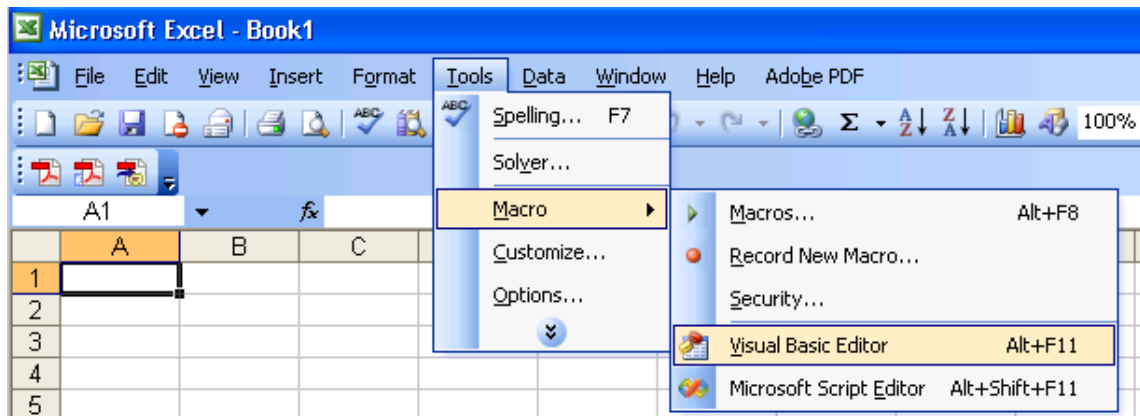 Microsoft Excel - Book1
File Edit View Insert Format Tools Data Window Help Adobe PDF
ABC Σ A Z Z A 100%
ABC Spelling... F7
Solver...
A1 fx
Macro
Macros... Alt+F8
A B C
Customize...
Record New Macro...
1
Options...
Security...
2
3
Visual Basic Editor Alt+F11
4
Microsoft Script Editor Alt+Shift+F11
5